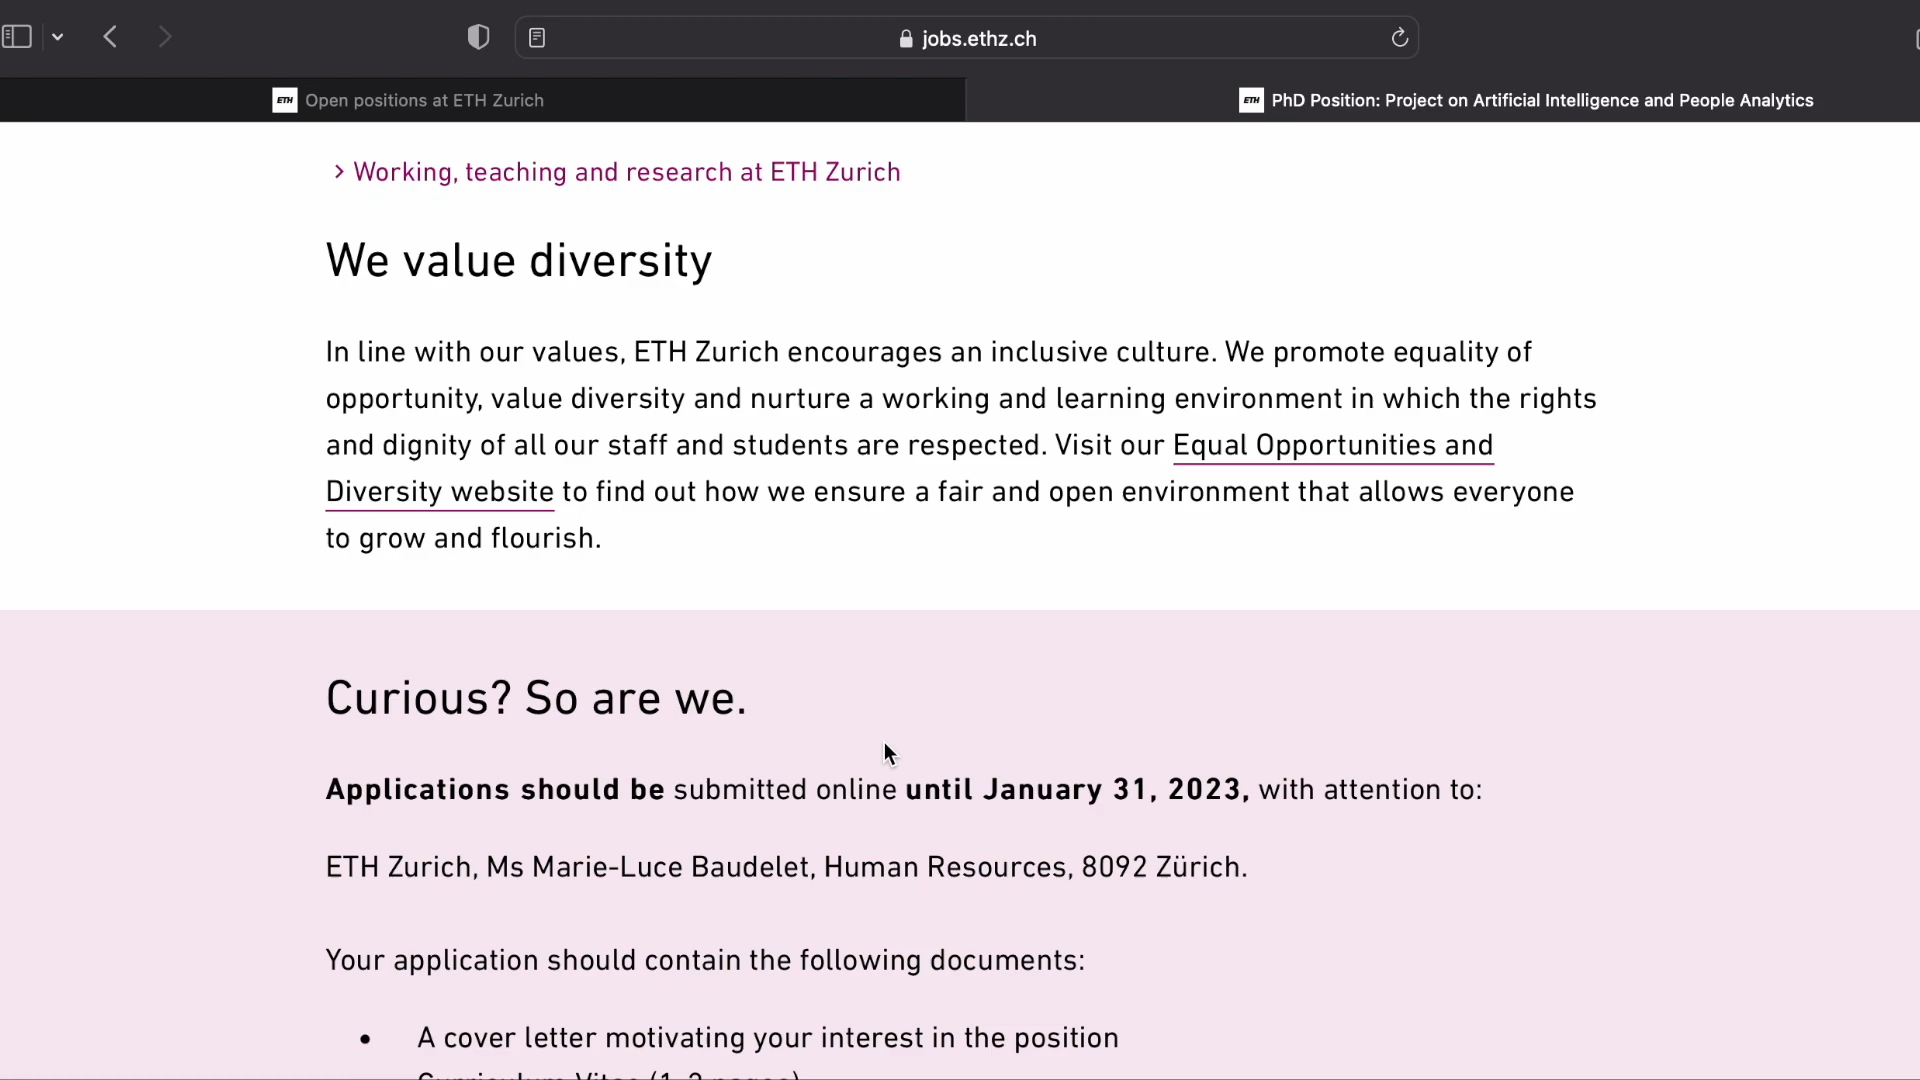 jobs.ethz.ch
ETH Open positions at ETH Zurich
ETH PhD Position: Project on Artificial Intelligence and People Analytics
> Working, teaching and research at ETH Zurich
We value diversity
In line with our values, ETH Zurich encourages an inclusive culture. We promote equality of
opportunity, value diversity and nurture a working and learning environment in which the rights
and dignity of all our staff and students are respected. Visit our Equal Opportunities and
Diversity website to find out how we ensure a fair and open environment that allows everyone
to grow and flourish.
Curious? So are we.
Applications should be submitted online until January 31, 2023, with attention to:
ETH Zurich, Ms Marie-Luce Baudelet, Human Resources, 8092 Zürich.
Your application should contain the following documents:
• A cover letter motivating your interest in the position